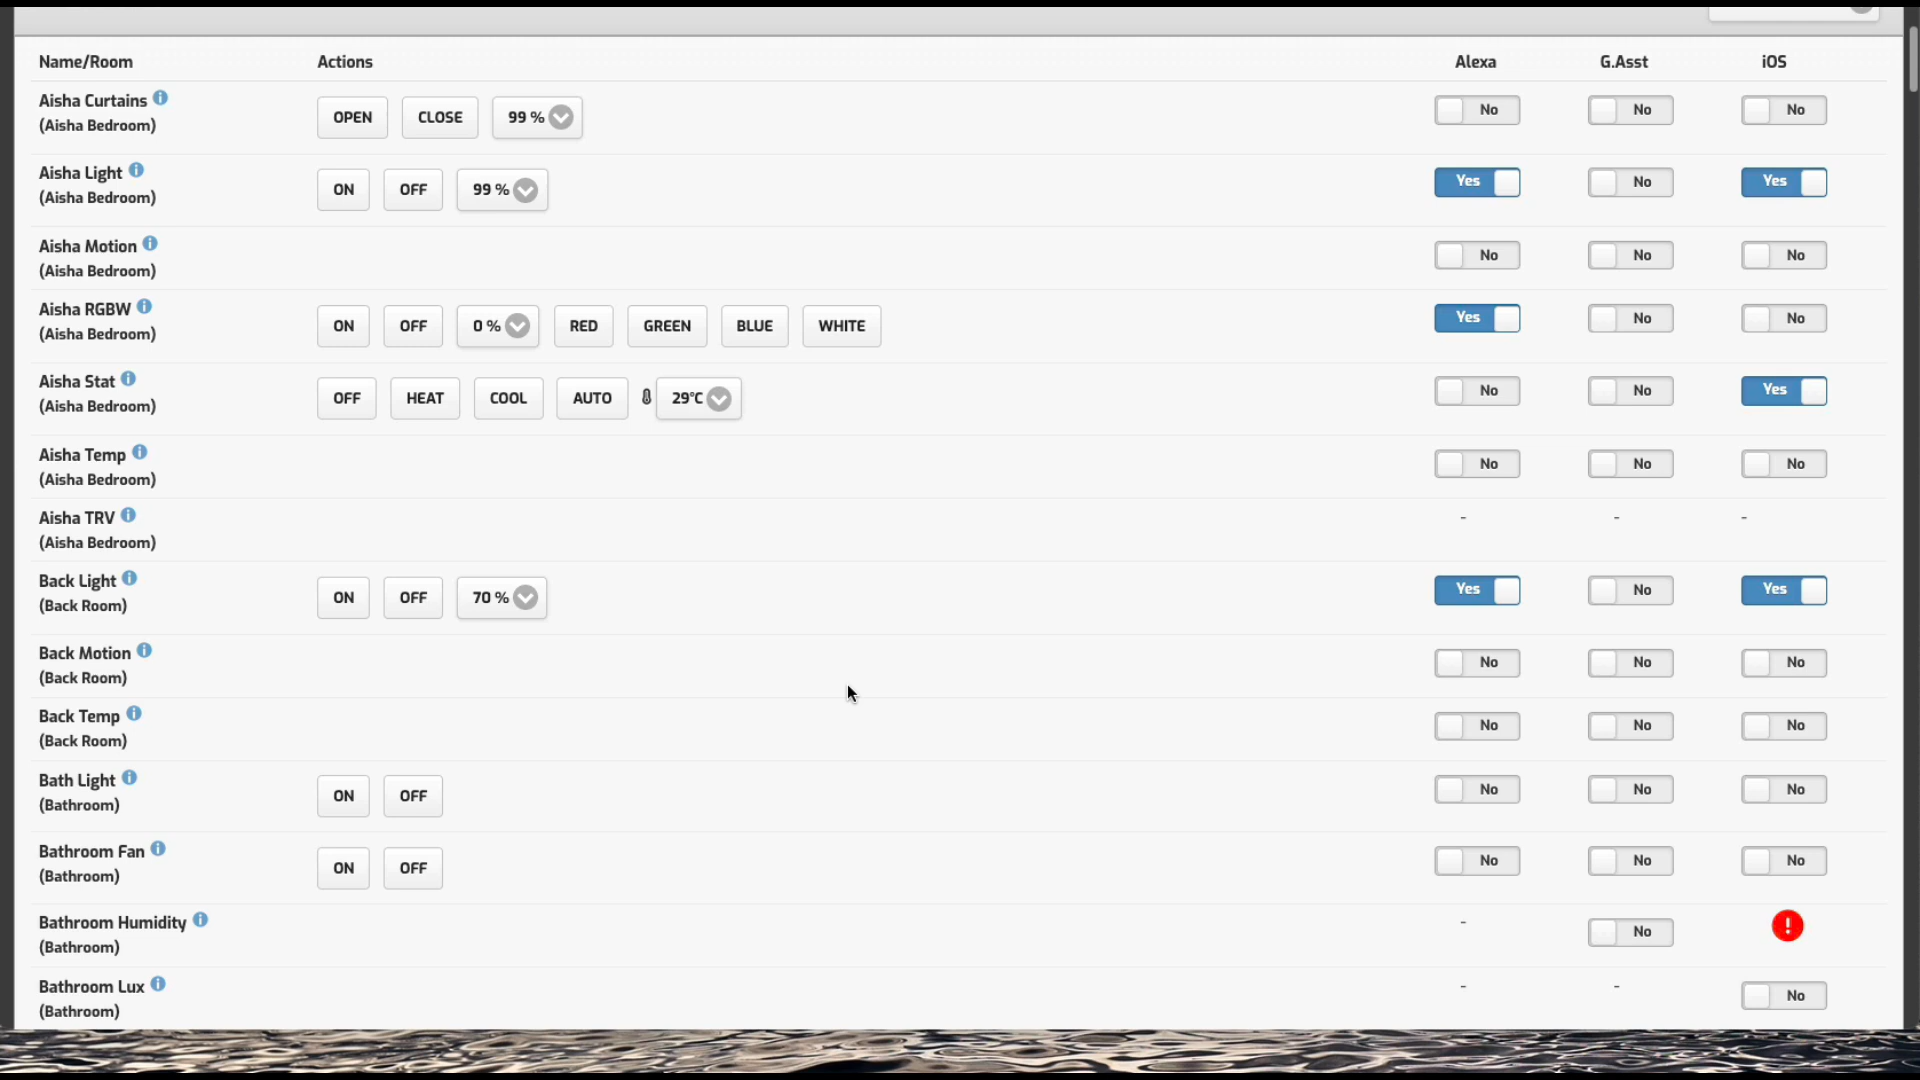 Name/Room Actions Alexa G.Asst iOS
Aisha Curtains
(Aisha Bedroom)
OPEN CLOSE 99 % No No No
Aisha Light
(Aisha Bedroom)
ON OFF 99 % Yes No Yes
Aisha Motion
(Aisha Bedroom)
No No No
Aisha RGBW
(Aisha Bedroom)
ON OFF 0 % RED GREEN BLUE WHITE Yes No No
Aisha Stat
(Aisha Bedroom)
OFF HEAT COOL AUTO 29°C No No Yes
Aisha Temp
(Aisha Bedroom)
No No No
Aisha TRV
(Aisha Bedroom)
- - -
Back Light
(Back Room)
ON OFF 70 % Yes No Yes
Back Motion
(Back Room)
No No No
Back Temp
(Back Room)
No No No
Bath Light
(Bathroom)
ON OFF No No No
Bathroom Fan
(Bathroom)
ON OFF No No No
Bathroom Humidity
(Bathroom)
- No !
Bathroom Lux
(Bathroom)
- - No